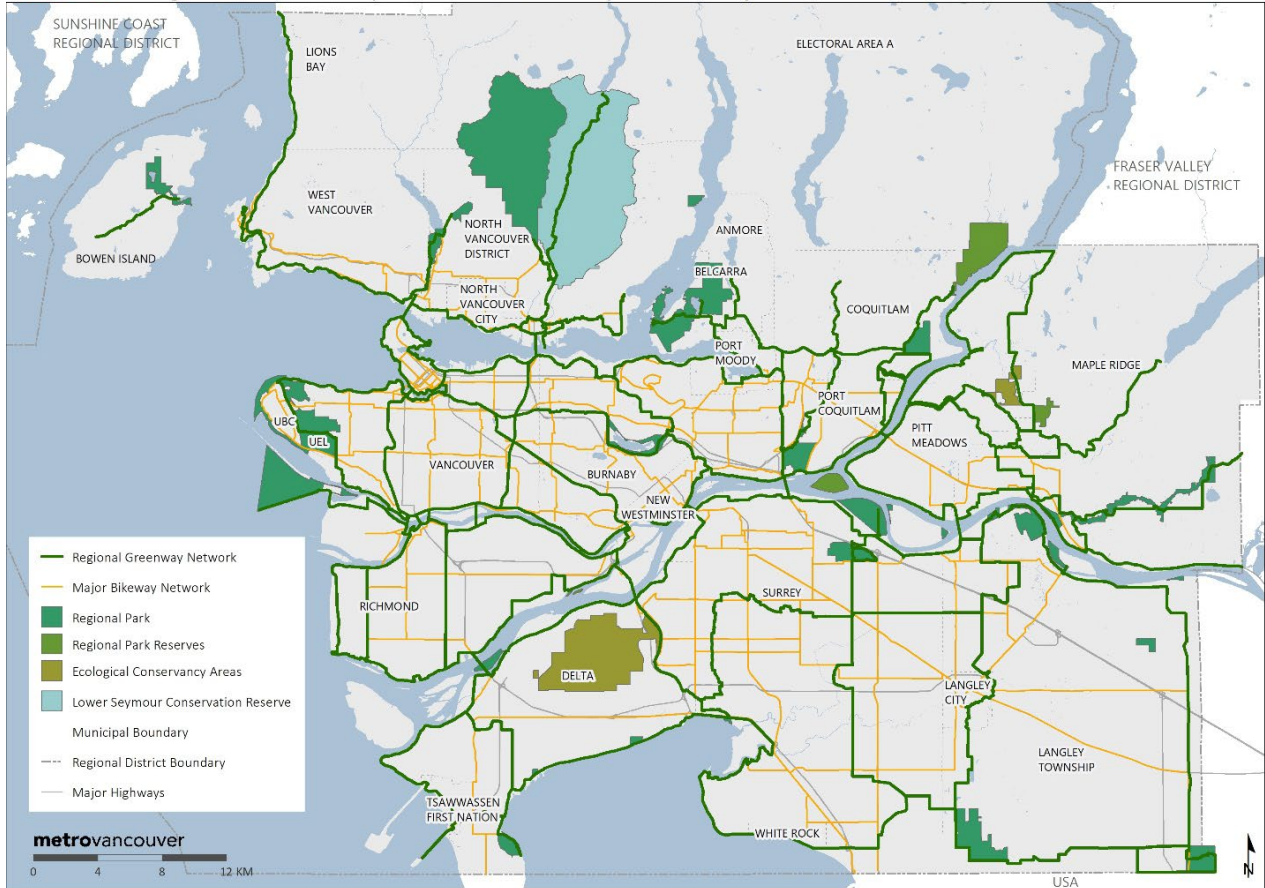 SUNSHINE COAST
REGIONAL DISTRICT
LIONS
BAY
ELECTORAL AREA A
FRASER VALLEY
REGIONAL DISTRICT
WEST
VANCOUVER
NORTH
VANCOUVER
DISTRICT
ANMORE
BOWEN ISLAND
BELCARRA
NORTH
VANCOUVER
CITY
COQUITLAM
PORT
MOODY
MAPLE RIDGE
PORT
COQUITLAM
UBC
UEL
PITT
MEADOWS
VANCOUVER
BURNABY
NEW
WESTMINSTER
RICHMOND
SURREY
DELTA
LANGLEY
CITY
LANGLEY
TOWNSHIP
TSAWWASSEN
FIRST NATION
WHITE ROCK
USA
Regional Greenway Network
Major Bikeway Network
Regional Park
Regional Park Reserves
Ecological Conservancy Areas
Lower Seymour Conservation Reserve
Municipal Boundary
Regional District Boundary
Major Highways
metrovancouver
0 4 8 12 KM
N